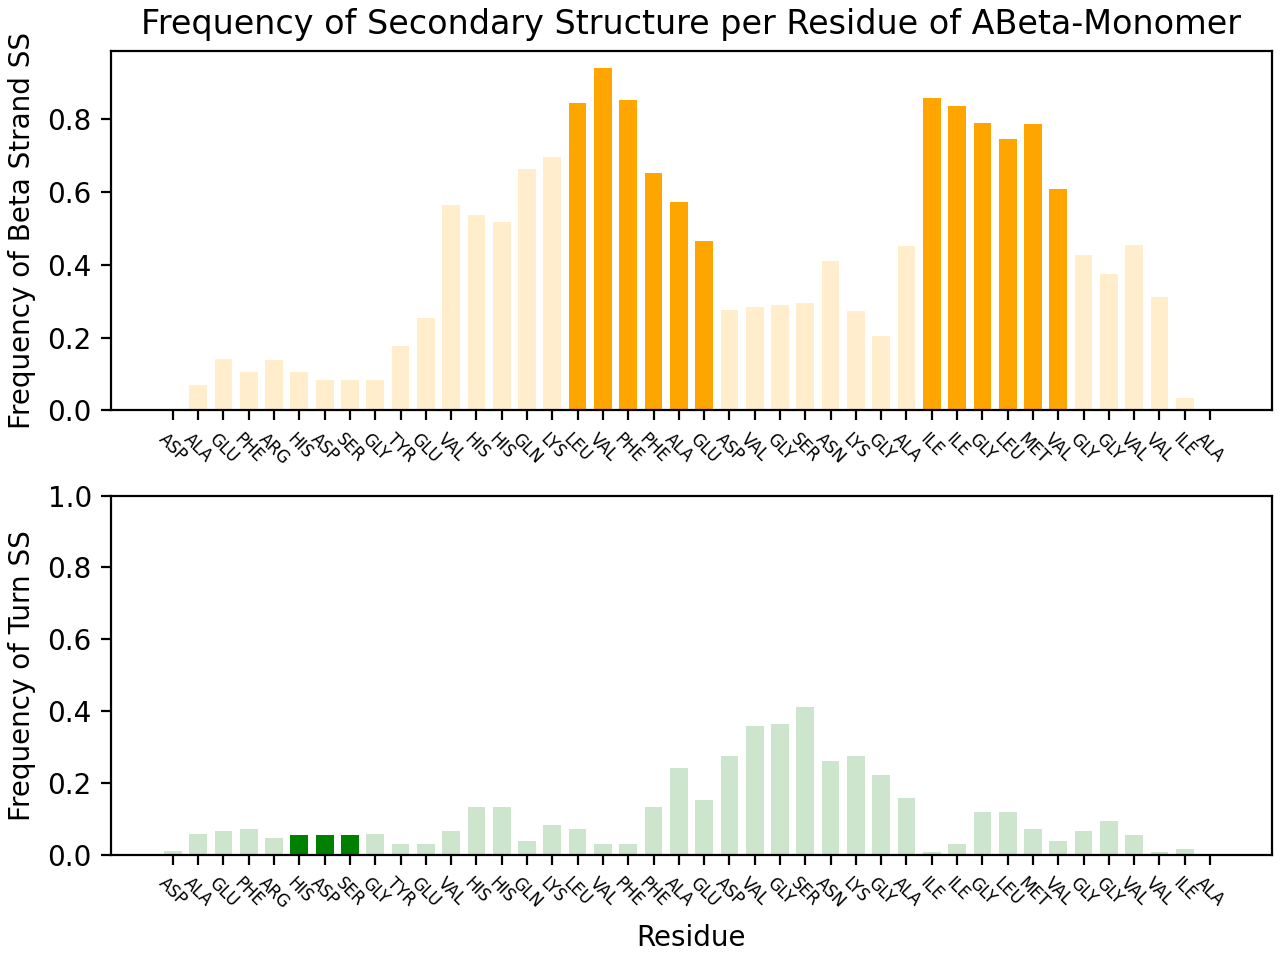 Frequency of Secondary Structure per Residue of ABeta-Monomer
Frequency of Beta Strand SS
0.8
0.6
0.4
0.2
0.0
ASP ALA GLU PHE ARG HIS ASP SER GLY TYR GLU VAL HIS HIS GLN LYS LEU VAL PHE PHE ALA GLU ASP VAL GLY SER ASN LYS GLY ALA ILE ILE GLY LEU MET VAL GLY GLY VAL VAL ILE ALA
Frequency of Turn SS
1.0
0.8
0.6
0.4
0.2
0.0
ASP ALA GLU PHE ARG HIS ASP SER GLY TYR GLU VAL HIS HIS GLN LYS LEU VAL PHE PHE ALA GLU ASP VAL GLY SER ASN LYS GLY ALA ILE ILE GLY LEU MET VAL GLY GLY VAL VAL ILE ALA
Residue